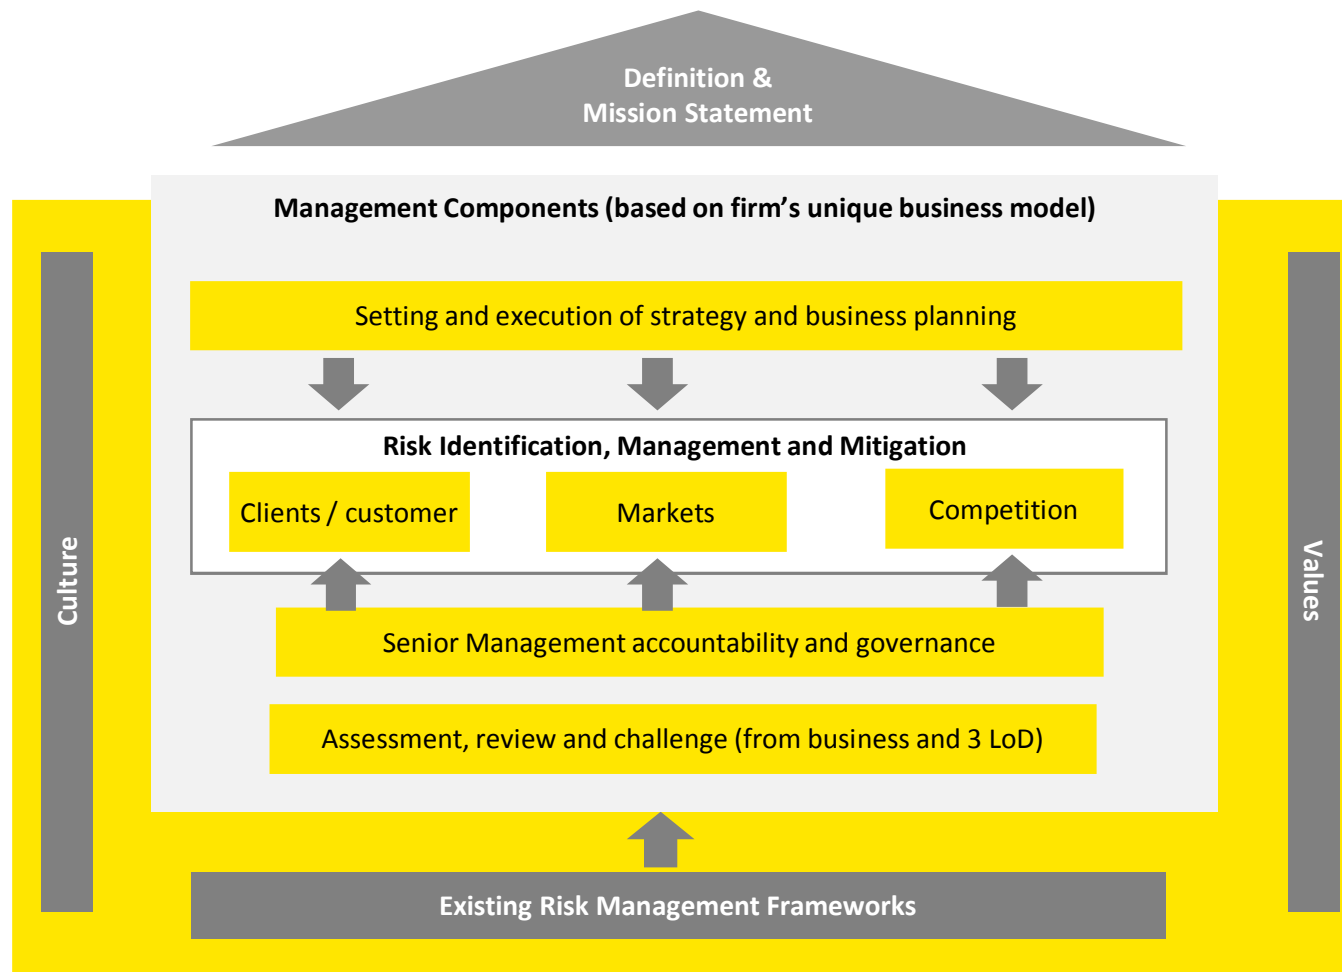 Definition &
Mission Statement
Management Components (based on firm's unique business model)
Setting and execution of strategy and business planning
Risk Identification, Management and Mitigation
Clients / customer
Markets
Competition
Senior Management accountability and governance
Assessment, review and challenge (from business and 3 LoD)
Existing Risk Management Frameworks
Culture
Values